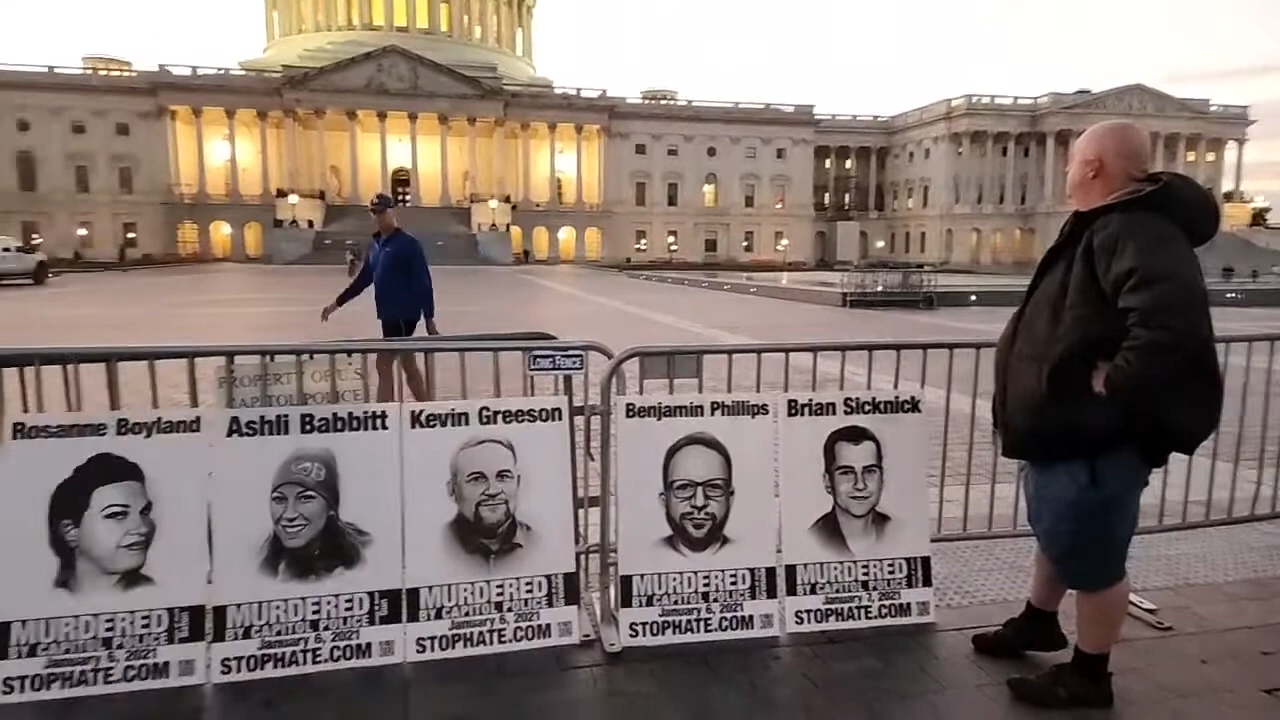 PROPERTY OF U.S.
CAPITOL POLICE
LONG FENCE
Rosanne Boyland
MURDERED
BY CAPITOL POLICE
January 6, 2021
STOPHATE.COM
Ashli Babbitt
MURDERED
BY CAPITOL POLICE
January 6, 2021
STOPHATE.COM
Kevin Greeson
MURDERED
BY CAPITOL POLICE
January 6, 2021
STOPHATE.COM
Benjamin Phillips
MURDERED
BY CAPITOL POLICE
January 6, 2021
STOPHATE.COM
Brian Sicknick
MURDERED
BY CAPITOL POLICE
January 7, 2021
STOPHATE.COM